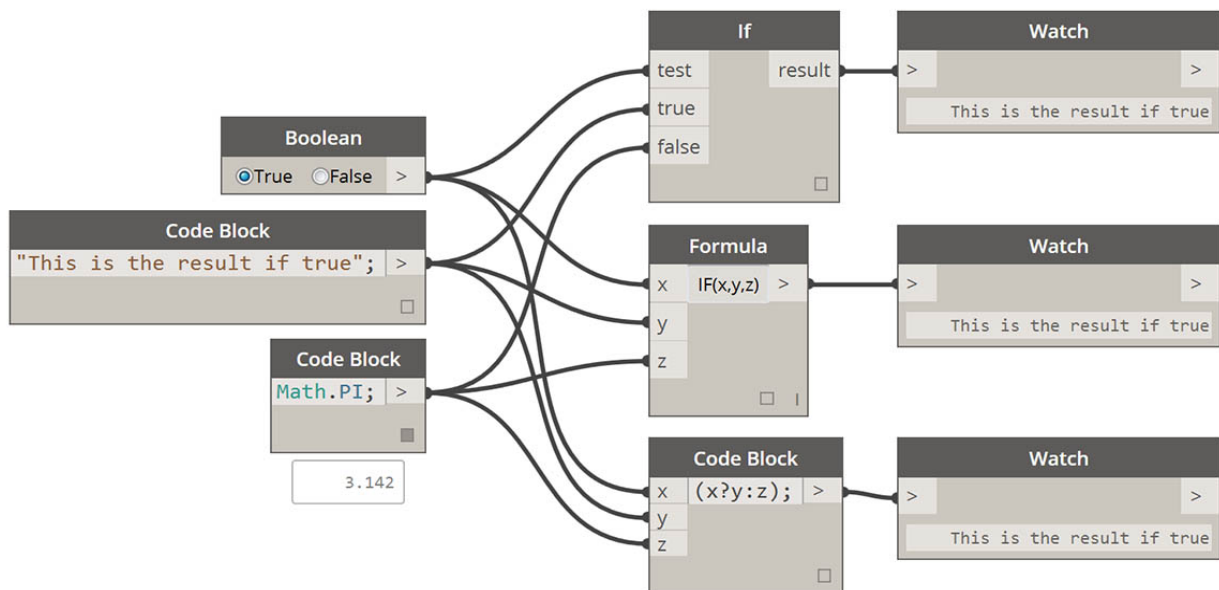 Boolean
True False >
Code Block
"This is the result if true"; >
Code Block
Math.PI; >
3.142
If
test result
true
false
Watch
> >
This is the result if true
Formula
x IF(x,y,z) >
y
z
Watch
> >
This is the result if true
Code Block
x (x?y:z); >
y
z
Watch
> >
This is the result if true